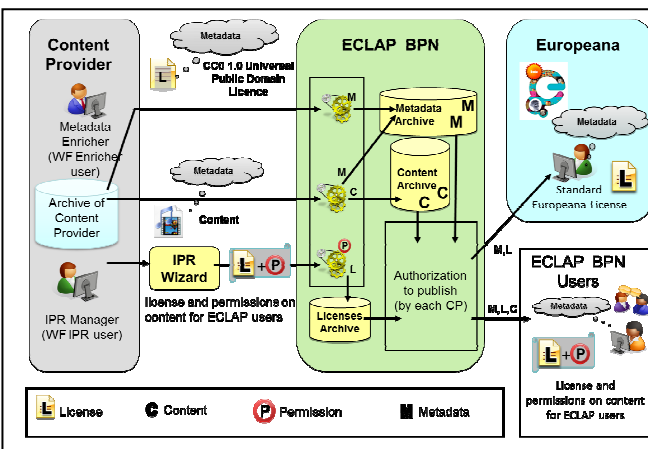 Content
Provider
Metadata
Enricher
(WF Enricher
user)
Archive of
Content
Provider
IPR Manager
(WF IPR user)
Metadata
L
CC0 1.0 Universal
Public Domain
Licence
Metadata
Content
IPR
Wizard
L + P
license and permissions on
content for ECLAP users
ECLAP BPN
M
Metadata
Archive
M
M
M
C
Content
Archive
C
C
P
L
Licenses
Archive
Authorization
to publish
(by each CP)
M,L
M,L,C
Europeana
Metadata
L
Standard
Europeana License
ECLAP BPN
Users
Metadata
L + P
License and
permissions on content
for ECLAP users
L License
C Content
P Permission
M Metadata